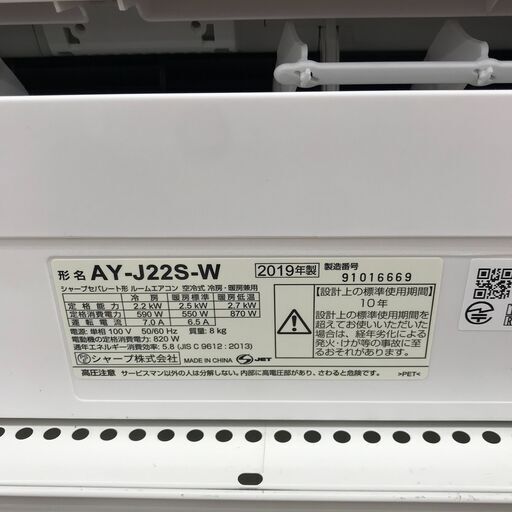 形名 AY-J22S-W 2019年製 製造番号 91016669
シャープセパレート形 ルームエアコン 空冷式 冷房・暖房兼用
冷房 暖房標準 暖房低温
定格能力 2.2 kW 2.5 kW 2.7 kW
定格消費電力 590 W 550 W 870 W
運転電流 7.0 A 6.5 A
電源: 単相 100 V 50/60 Hz 質量 8 kg
電動機の定格消費電力: 820 W
通年エネルギー消費効率: 5.8 (JIS C 9612 : 2013)
シャープ株式会社 MADE IN CHINA S JET
【設計上の標準使用期間】
10年
設計上の標準使用期間を
超えてお使いいただいた
場合は、経年劣化による
発火・けが等の事故に至
るおそれがあります。
高圧注意 サービスマン以外の人は分解しない。内部に高電圧部があり、さわると危険です。 >PET<